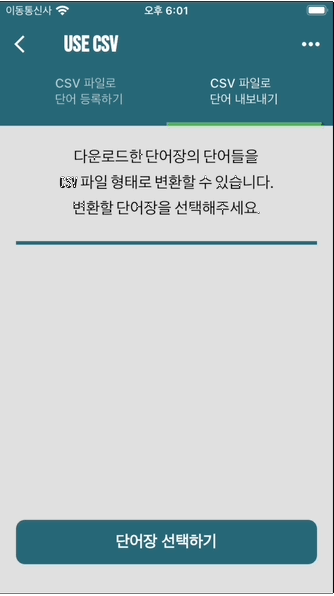 이동통신사 오후 6:01
USE CSV
CSV 파일로
단어 등록하기
CSV 파일로
단어 내보내기
다운로드한 단어장의 단어들을
CSV 파일 형태로 변환할 수 있습니다.
변환할 단어장을 선택해주세요.
단어장 선택하기